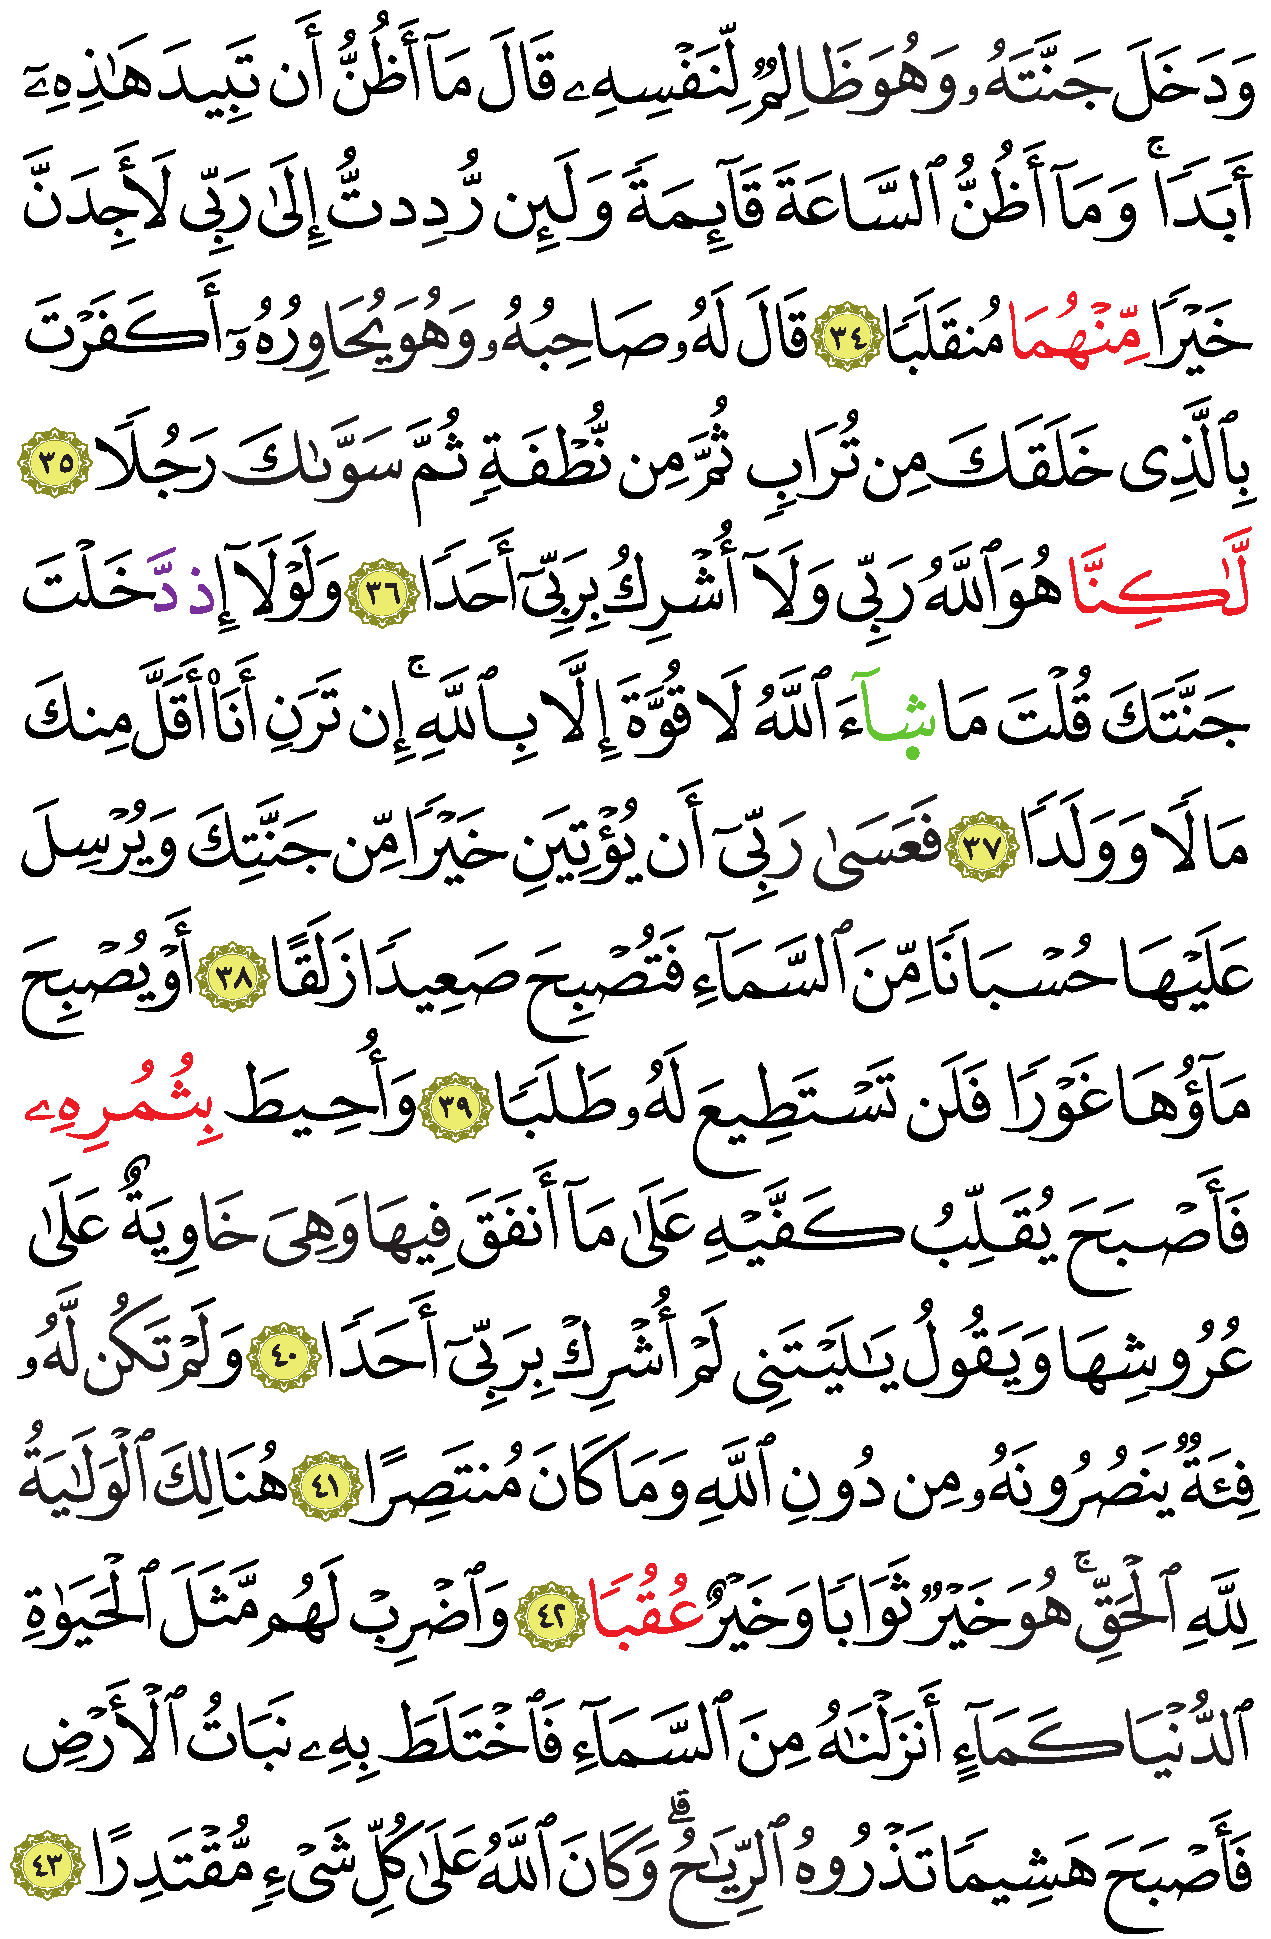 وَدَخَلَ جَنَّتَهُۥ وَهُوَ ظَالِمٌ لِّنَفْسِهِۦ قَالَ مَآ أَظُنُّ أَن تَبِيدَ هَٰذِهِۦٓ
أَبَدًا ۚ وَمَآ أَظُنُّ ٱلسَّاعَةَ قَآئِمَةً وَلَئِن رُّدِدتُّ إِلَىٰ رَبِّى لَأَجِدَنَّ
خَيْرًا مِّنْهُمَا مُنقَلَبًا ٣٤ قَالَ لَهُۥ صَاحِبُهُۥ وَهُوَ يُحَاوِرُهُۥٓ أَكَفَرْتَ
بِٱلَّذِى خَلَقَكَ مِن تُرَابٍ ثُمَّ مِن نُّطْفَةٍ ثُمَّ سَوَّىٰكَ رَجُلًا ٣٥
لَّٰكِنَّا هُوَ ٱللَّهُ رَبِّى وَلَآ أُشْرِكُ بِرَبِّىٓ أَحَدًا ٣٦ وَلَوْلَآ إِذ دَّخَلْتَ
جَنَّتَكَ قُلْتَ مَا شَآءَ ٱللَّهُ لَا قُوَّةَ إِلَّا بِٱللَّهِ ۚ إِن تَرَنِ أَنَا۠ أَقَلَّ مِنكَ
مَالًا وَوَلَدًا ٣٧ فَعَسَىٰ رَبِّىٓ أَن يُؤْتِيَنِ خَيْرًا مِّن جَنَّتِكَ وَيُرْسِلَ
عَلَيْهَا حُسْبَانًا مِّنَ ٱلسَّمَآءِ فَتُصْبِحَ صَعِيدًا زَلَقًا ٣٨ أَوْ يُصْبِحَ
مَآؤُهَا غَوْرًا فَلَن تَسْتَطِيعَ لَهُۥ طَلَبًا ٣٩ وَأُحِيطَ بِثُمُرِهِۦ
فَأَصْبَحَ يُقَلِّبُ كَفَّيْهِ عَلَىٰ مَآ أَنفَقَ فِيهَا وَهِىَ خَاوِيَةٌ عَلَىٰ
عُرُوشِهَا وَيَقُولُ يَٰلَيْتَنِى لَمْ أُشْرِكْ بِرَبِّىٓ أَحَدًا ٤٠ وَلَمْ تَكُن لَّهُۥ
فِئَةٌ يَنصُرُونَهُۥ مِن دُونِ ٱللَّهِ وَمَا كَانَ مُنتَصِرًا ٤١ هُنَالِكَ ٱلْوَلَٰيَةُ
لِلَّهِ ٱلْحَقِّ ۚ هُوَ خَيْرٌ ثَوَابًا وَخَيْرٌ عُقُبًا ٤٢ وَٱضْرِبْ لَهُم مَّثَلَ ٱلْحَيَوٰةِ
ٱلدُّنْيَا كَمَآءٍ أَنزَلْنَٰهُ مِنَ ٱلسَّمَآءِ فَٱخْتَلَطَ بِهِۦ نَبَاتُ ٱلْأَرْضِ
فَأَصْبَحَ هَشِيمًا تَذْرُوهُ ٱلرِّيَٰحُ ۗ وَكَانَ ٱللَّهُ عَلَىٰ كُلِّ شَىْءٍ مُّقْتَدِرًا ٤٣